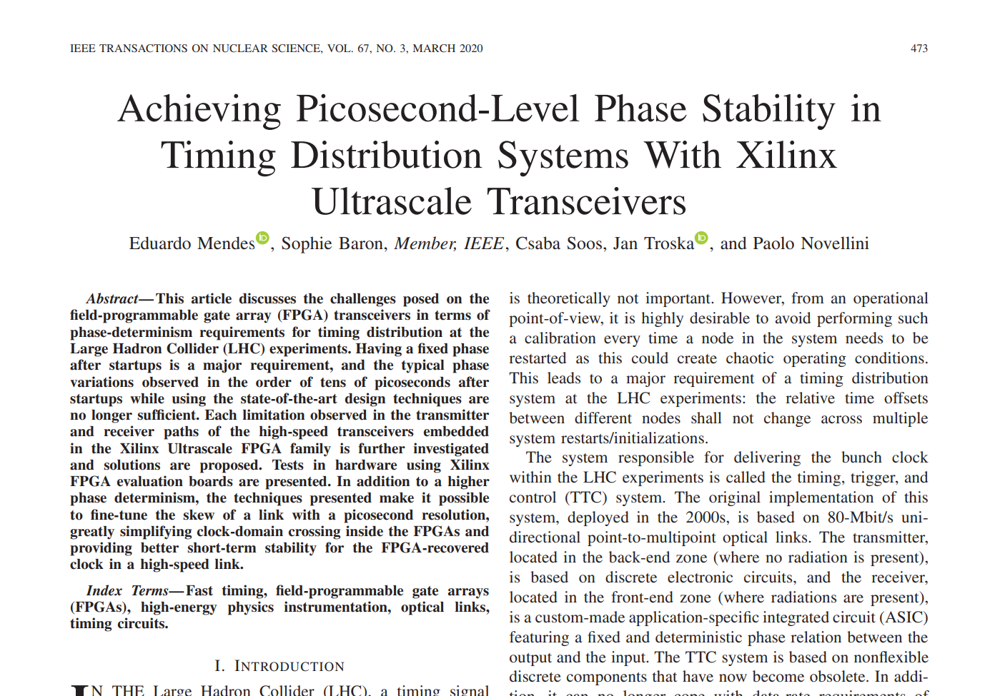 IEEE TRANSACTIONS ON NUCLEAR SCIENCE, VOL. 67, NO. 3, MARCH 2020
473
Achieving Picosecond-Level Phase Stability in
Timing Distribution Systems With Xilinx
Ultrascale Transceivers
Eduardo Mendes, Sophie Baron, Member, IEEE, Csaba Soos, Jan Troska, and Paolo Novellini
Abstract—This article discusses the challenges posed on the
field-programmable gate array (FPGA) transceivers in terms of
phase-determinism requirements for timing distribution at the
Large Hadron Collider (LHC) experiments. Having a fixed phase
after startups is a major requirement, and the typical phase
variations observed in the order of tens of picoseconds after
startups while using the state-of-the-art design techniques are
no longer sufficient. Each limitation observed in the transmitter
and receiver paths of the high-speed transceivers embedded
in the Xilinx Ultrascale FPGA family is further investigated
and solutions are proposed. Tests in hardware using Xilinx
FPGA evaluation boards are presented. In addition to a higher
phase determinism, the techniques presented make it possible
to fine-tune the skew of a link with a picosecond resolution,
greatly simplifying clock-domain crossing inside the FPGAs and
providing better short-term stability for the FPGA-recovered
clock in a high-speed link.
Index Terms—Fast timing, field-programmable gate arrays
(FPGAs), high-energy physics instrumentation, optical links,
timing circuits.
I. INTRODUCTION
IN THE Large Hadron Collider (LHC), a timing signal
is theoretically not important. However, from an operational
point-of-view, it is highly desirable to avoid performing such
a calibration every time a node in the system needs to be
restarted as this could create chaotic operating conditions.
This leads to a major requirement of a timing distribution
system at the LHC experiments: the relative time offsets
between different nodes shall not change across multiple
system restarts/initializations.
The system responsible for delivering the bunch clock
within the LHC experiments is called the timing, trigger, and
control (TTC) system. The original implementation of this
system, deployed in the 2000s, is based on 80-Mbit/s uni-
directional point-to-multipoint optical links. The transmitter,
located in the back-end zone (where no radiation is present),
is based on discrete electronic circuits, and the receiver,
located in the front-end zone (where radiations are present),
is a custom-made application-specific integrated circuit (ASIC)
featuring a fixed and deterministic phase relation between the
output and the input. The TTC system is based on nonflexible
discrete components that have now become obsolete. In addi-
tion, it can no longer cope with data-rate requirements of